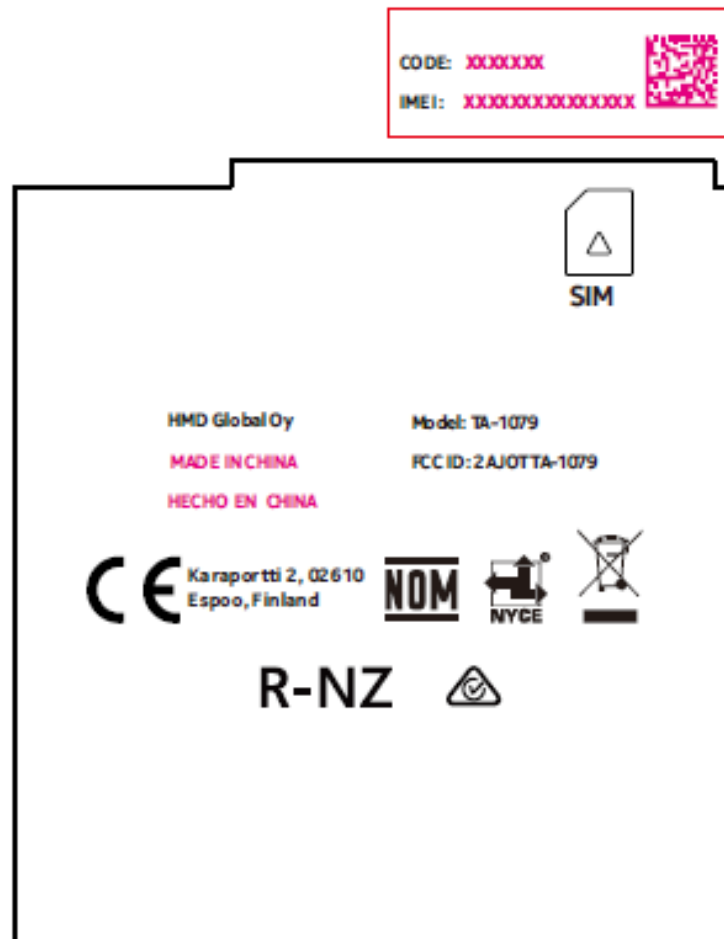 CODE: XXXXXXX
IMEI: XXXXXXXXXXXXXXX
SIM
HMD Global Oy
Model: TA-1079
MADE IN CHINA
FCC ID: 2AJOTTA-1079
HECHO EN CHINA
CE
Karaportti 2, 02610
Espoo, Finland
NOM
NYCE
R-NZ